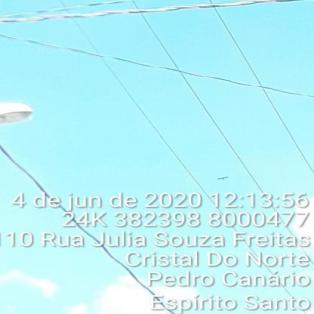 4 de jun de 2020 12:13:56
24K 382398 8000477
110 Rua Julia Souza Freitas
Cristal Do Norte
Pedro Canário
Espírito Santo